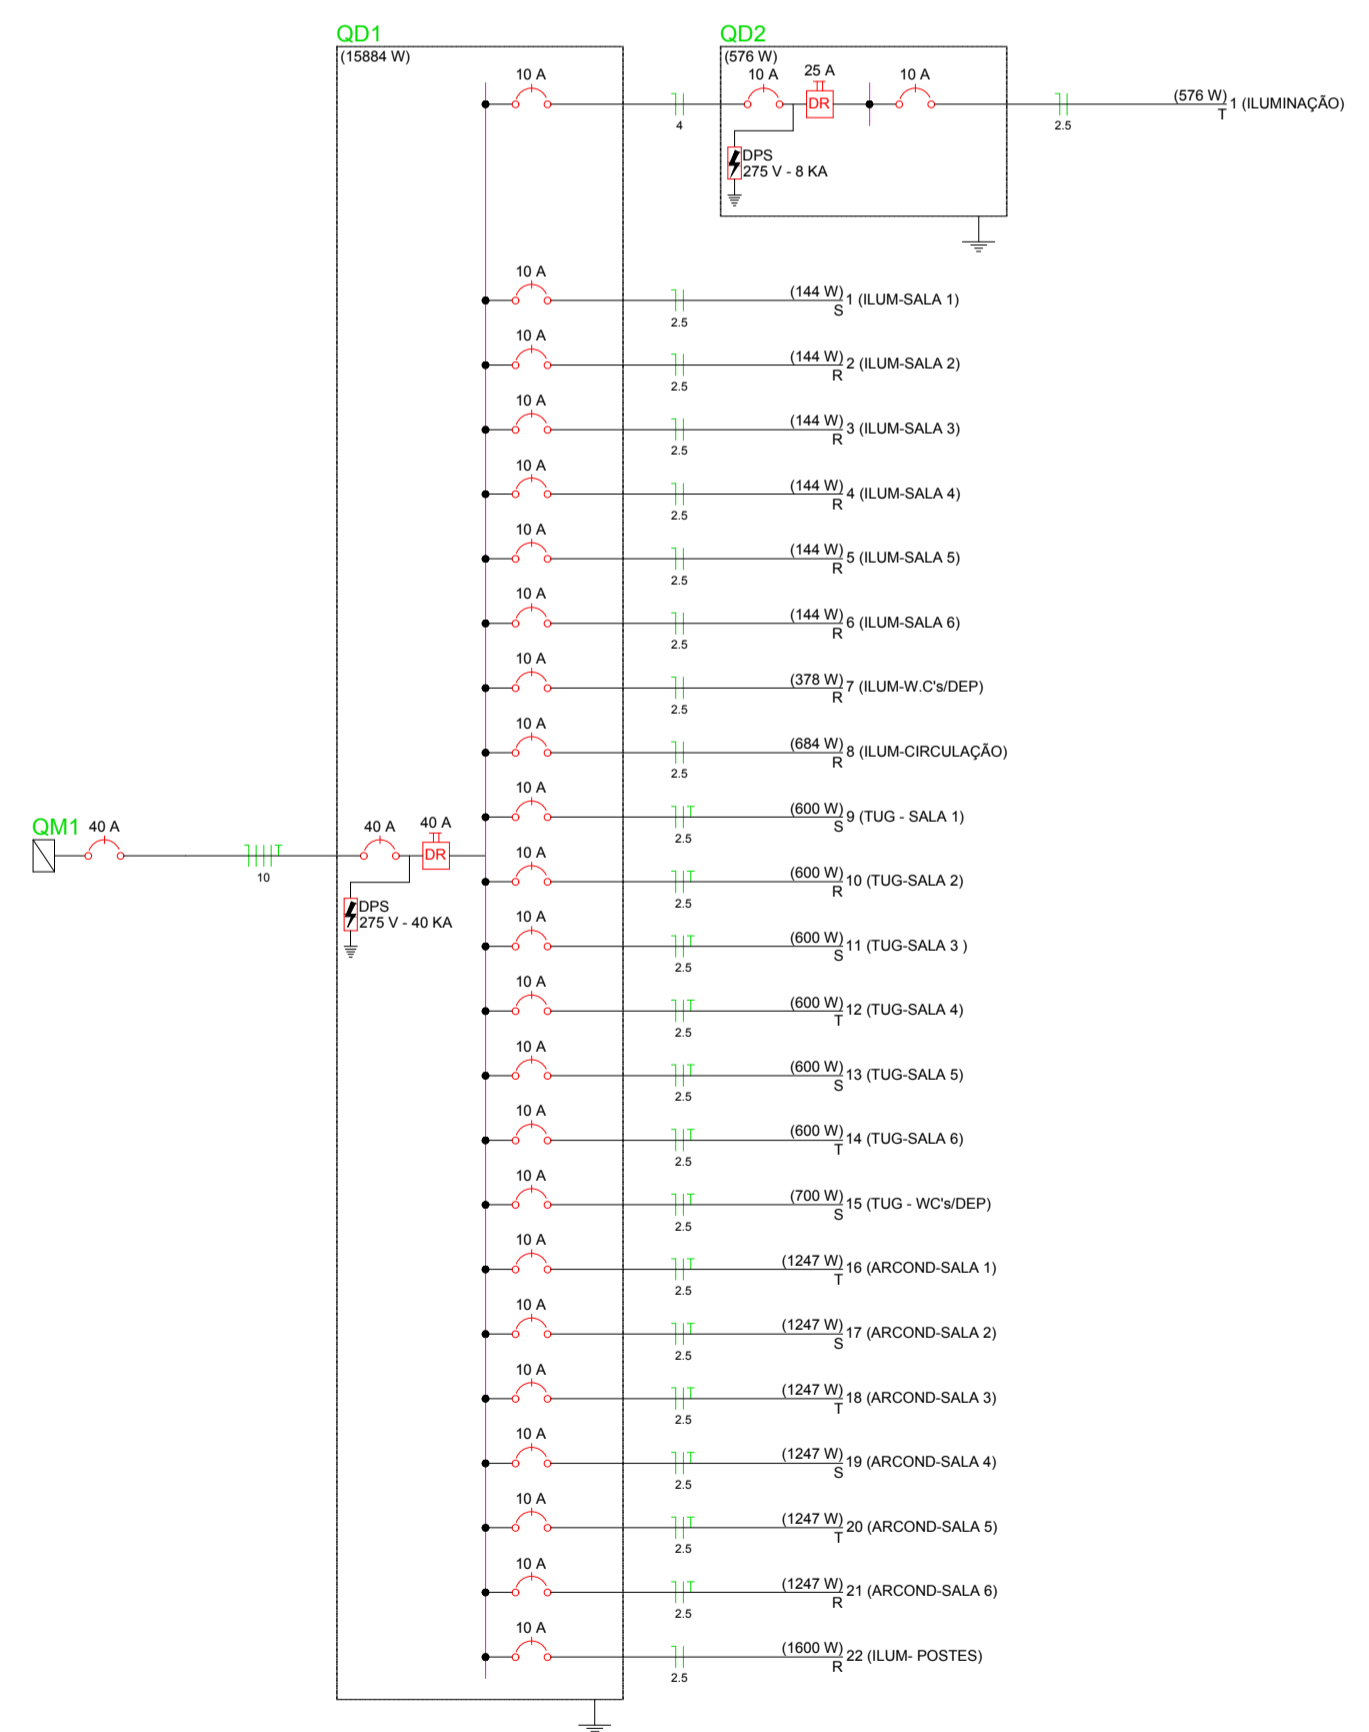 QD1
(15884 W)
QD2
(576 W)
10 A
4
10 A
25 A
DR
10 A
2.5
(576 W)
T
1 (ILUMINAÇÃO)
DPS
275 V - 8 KA
10 A
2.5
(144 W)
S
1 (ILUM-SALA 1)
10 A
2.5
(144 W)
R
2 (ILUM-SALA 2)
10 A
2.5
(144 W)
R
3 (ILUM-SALA 3)
10 A
2.5
(144 W)
R
4 (ILUM-SALA 4)
10 A
2.5
(144 W)
R
5 (ILUM-SALA 5)
10 A
2.5
(144 W)
R
6 (ILUM-SALA 6)
10 A
2.5
(378 W)
R
7 (ILUM-W.C's/DEP)
10 A
2.5
(684 W)
R
8 (ILUM-CIRCULAÇÃO)
10 A
2.5
(600 W)
S
9 (TUG - SALA 1)
QM1
40 A
10
40 A
40 A
DR
DPS
275 V - 40 KA
10 A
2.5
(600 W)
R
10 (TUG-SALA 2)
10 A
2.5
(600 W)
S
11 (TUG-SALA 3 )
10 A
2.5
(600 W)
T
12 (TUG-SALA 4)
10 A
2.5
(600 W)
S
13 (TUG-SALA 5)
10 A
2.5
(600 W)
T
14 (TUG-SALA 6)
10 A
2.5
(700 W)
S
15 (TUG - WC's/DEP)
10 A
2.5
(1247 W)
T
16 (ARCOND-SALA 1)
10 A
2.5
(1247 W)
S
17 (ARCOND-SALA 2)
10 A
2.5
(1247 W)
T
18 (ARCOND-SALA 3)
10 A
2.5
(1247 W)
S
19 (ARCOND-SALA 4)
10 A
2.5
(1247 W)
T
20 (ARCOND-SALA 5)
10 A
2.5
(1247 W)
R
21 (ARCOND-SALA 6)
10 A
2.5
(1600 W)
R
22 (ILUM- POSTES)